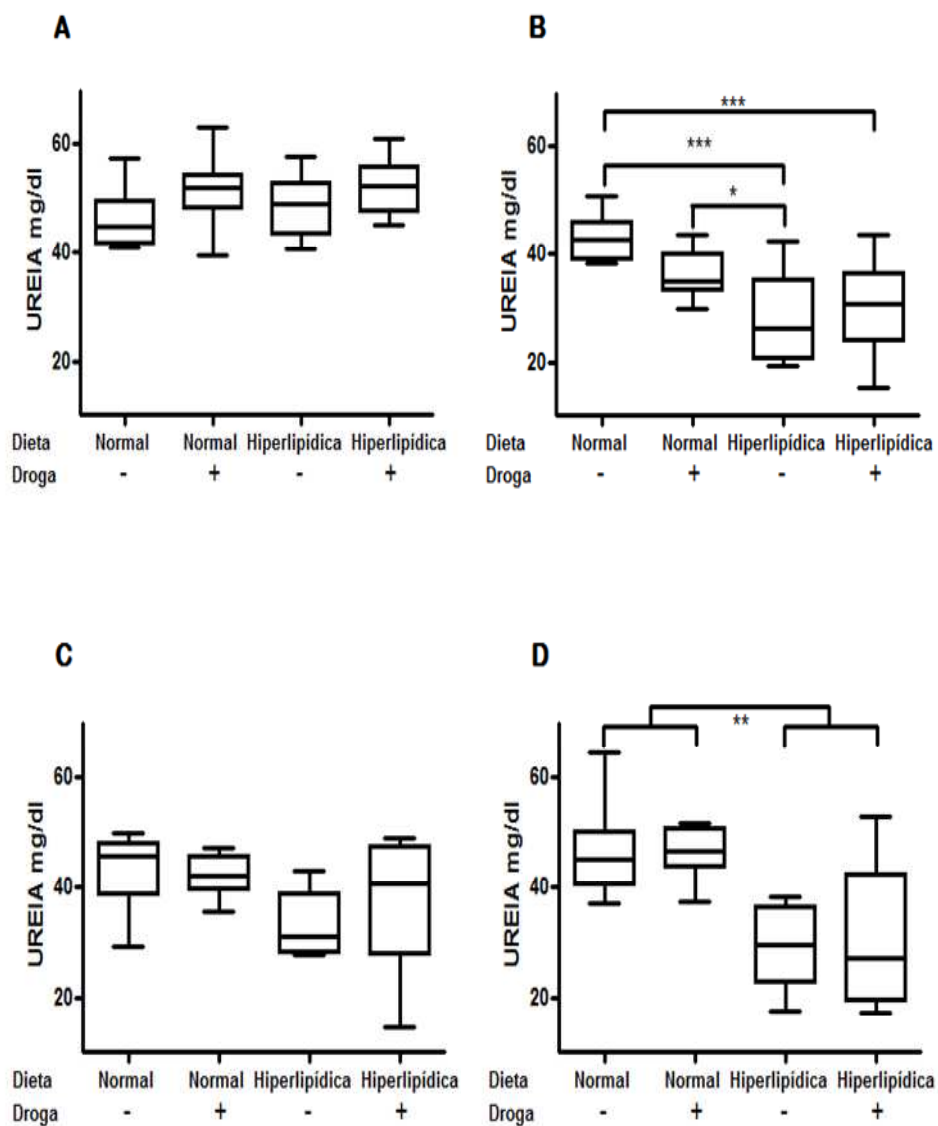 A
UREIA mg/dl
60
40
20
Dieta Normal Normal Hiperlipídica Hiperlipídica
Droga - + - +
B
UREIA mg/dl
60
40
20
***
***
*
Normal Normal Hiperlipídica Hiperlipídica
- + - +
C
UREIA mg/dl
60
40
20
Dieta Normal Normal Hiperlipídica Hiperlipídica
Droga - + - +
D
UREIA mg/dl
60
40
20
**
Dieta Normal Normal Hiperlipídica Hiperlipídica
Droga - + - +